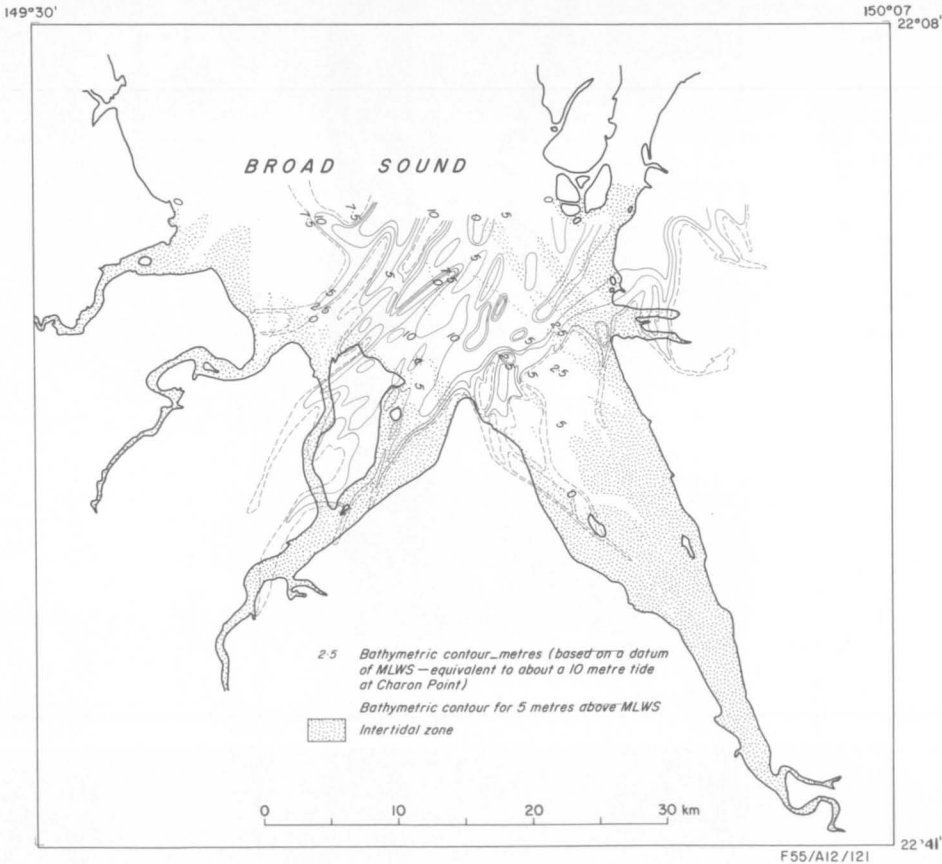 149°30'
150°07'
22°08'
BROAD SOUND
2·5 Bathymetric contour_metres (based on a datum
of MLWS — equivalent to about a 10 metre tide
at Charon Point)
Bathymetric contour for 5 metres above MLWS
Intertidal zone
0 10 20 30 km
22°41'
F55/A12/121